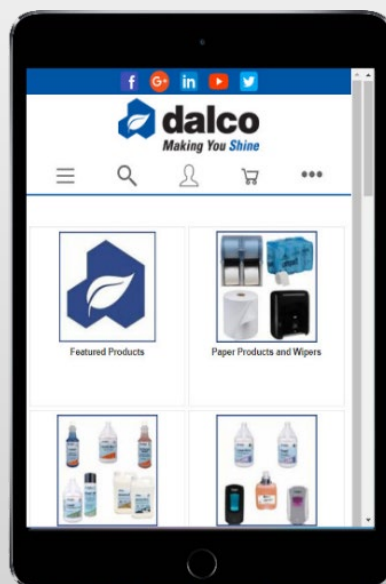 dalco
Making You Shine
Featured Products
Paper Products and Wipers